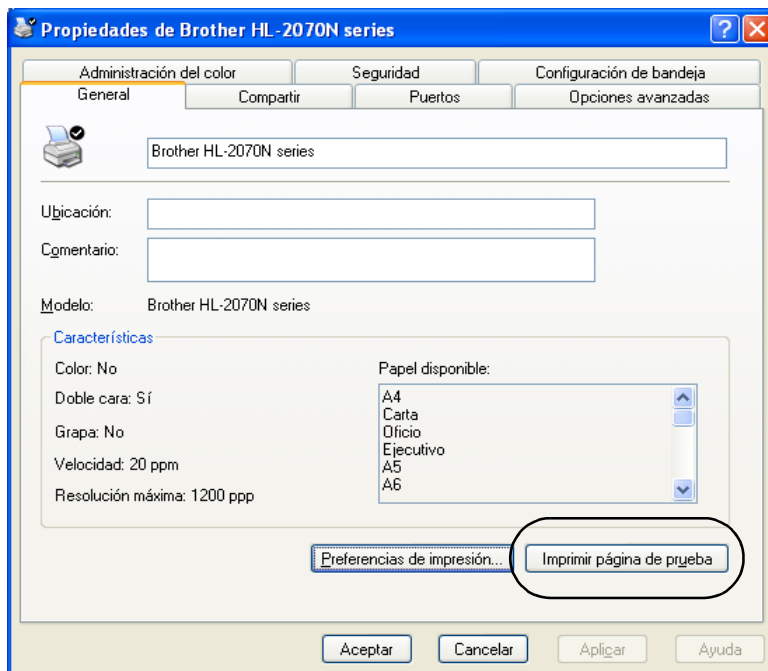 Propiedades de Brother HL-2070N series
Administración del color Seguridad Configuración de bandeja
General Compartir Puertos Opciones avanzadas
Brother HL-2070N series
Ubicación:
Comentario:
Modelo: Brother HL-2070N series
Características
Color: No Papel disponible:
Doble cara: Sí
Grapa: No
Velocidad: 20 ppm
Resolución máxima: 1200 ppp
A4
Carta
Oficio
Ejecutivo
A5
A6
Preferencias de impresión... Imprimir página de prueba
Aceptar Cancelar Aplicar Ayuda